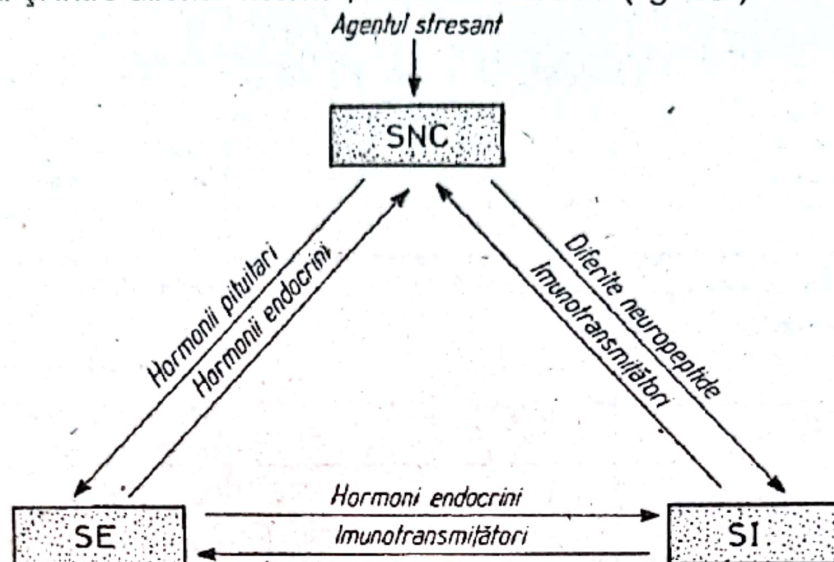 Agentul stresant
SNC
Hormonii pituitari
Hormonii endocrini
Diferite neuropeptide
Imunotransmițători
Hormoni endocrini
SE
SI
Imunotransmițători